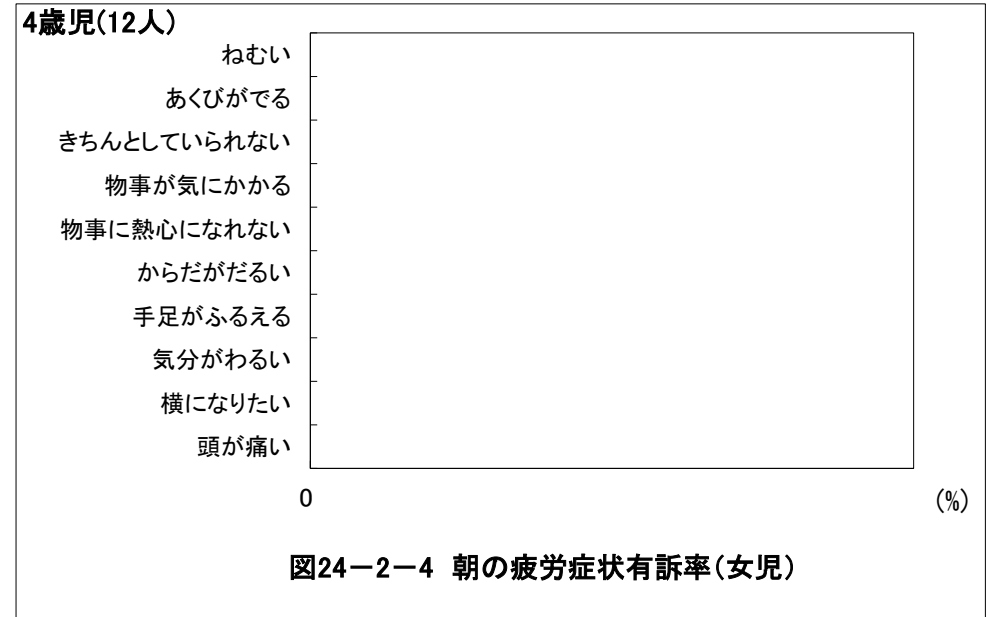 4歳児(12人)
ねむい
あくびがでる
きちんとしていられない
物事が気にかかる
物事に熱心になれない
からだがだるい
手足がふるえる
気分がわるい
横になりたい
頭が痛い
0
(%)
図24－2－4 朝の疲労症状有訴率(女児)